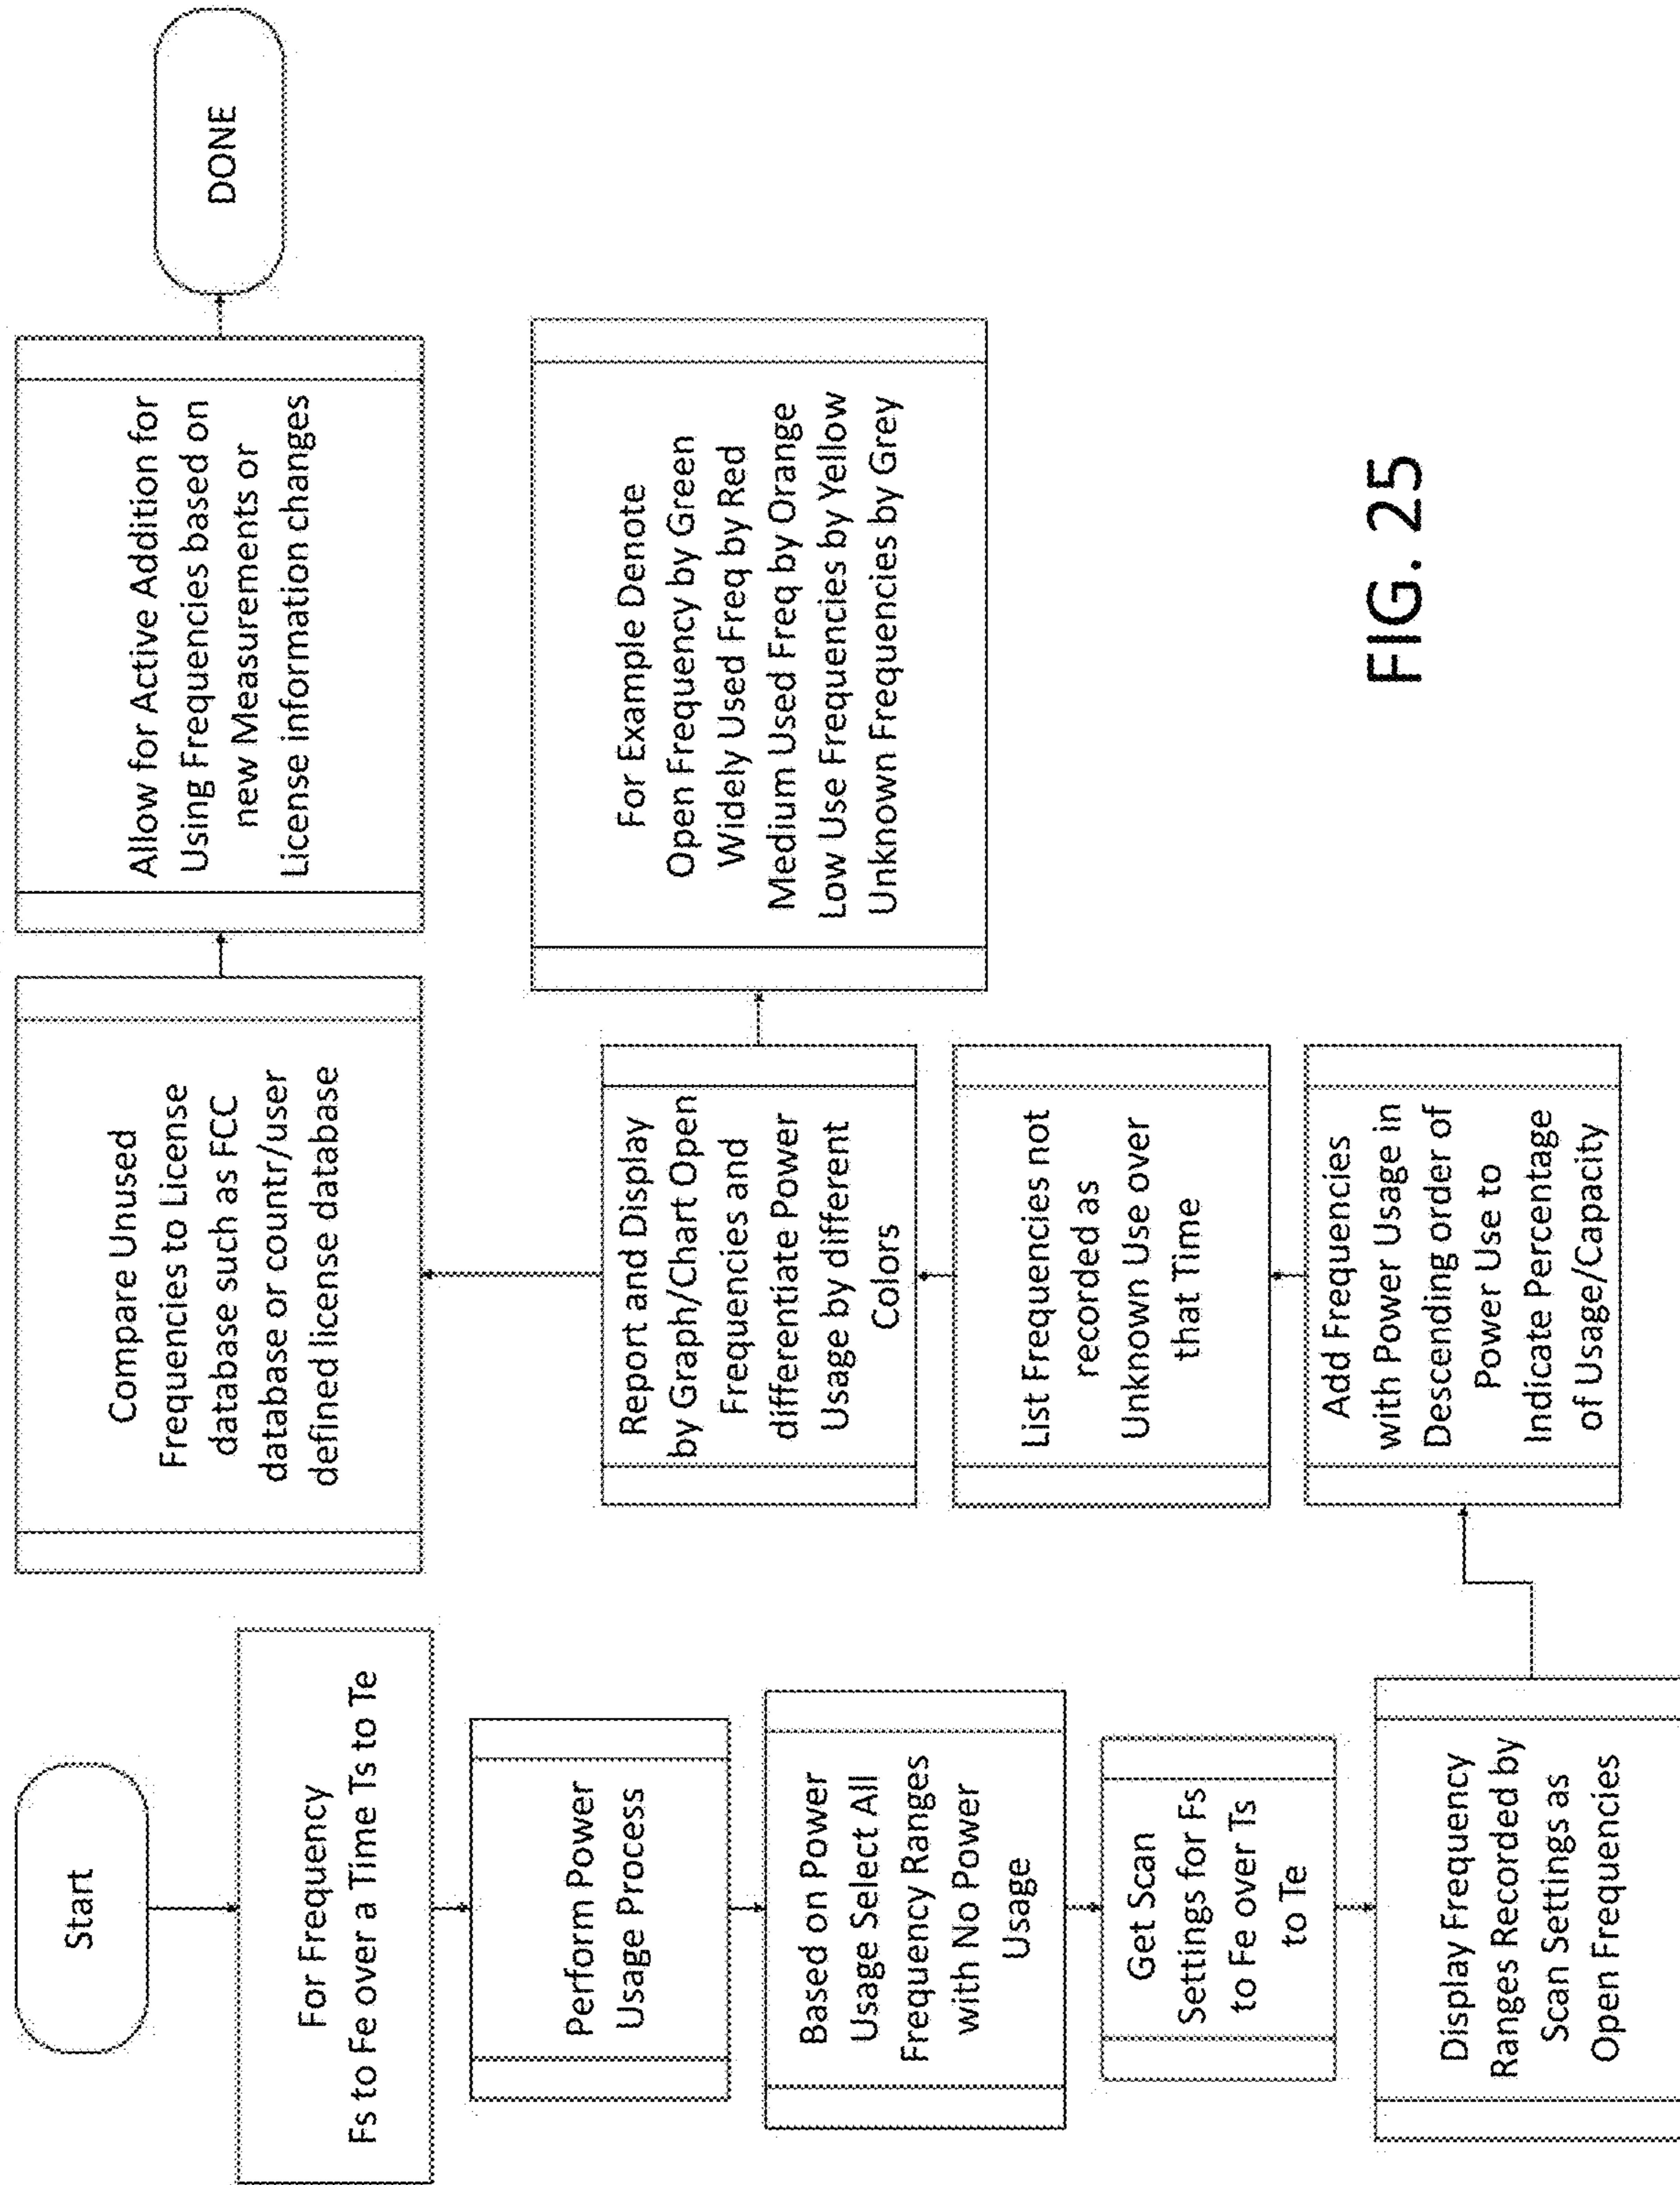 Start
For Frequency
Fs to Fe over a Time Ts to Te
Perform Power
Usage Process
Based on Power
Usage Select All
Frequency Ranges
with No Power
Usage
Get Scan
Settings for Fs
to Fe over Ts
to Te
Display Frequency
Ranges Recorded by
Scan Settings as
Open Frequencies
Add Frequencies
with Power Usage in
Descending order of
Power Use to
Indicate Percentage
of Usage/Capacity
List Frequencies not
recorded as
Unknown Use over
that Time
Report and Display
by Graph/Chart Open
Frequencies and
differentiate Power
Usage by different
Colors
For Example Denote
Open Frequency by Green
Widely Used Freq by Red
Medium Used Freq by Orange
Low Use Frequencies by Yellow
Unknown Frequencies by Grey
Compare Unused
Frequencies to License
database such as FCC
database or countr/user
defined license database
Allow for Active Addition for
Using Frequencies based on
new Measurements or
License information changes
DONE
FIG. 25